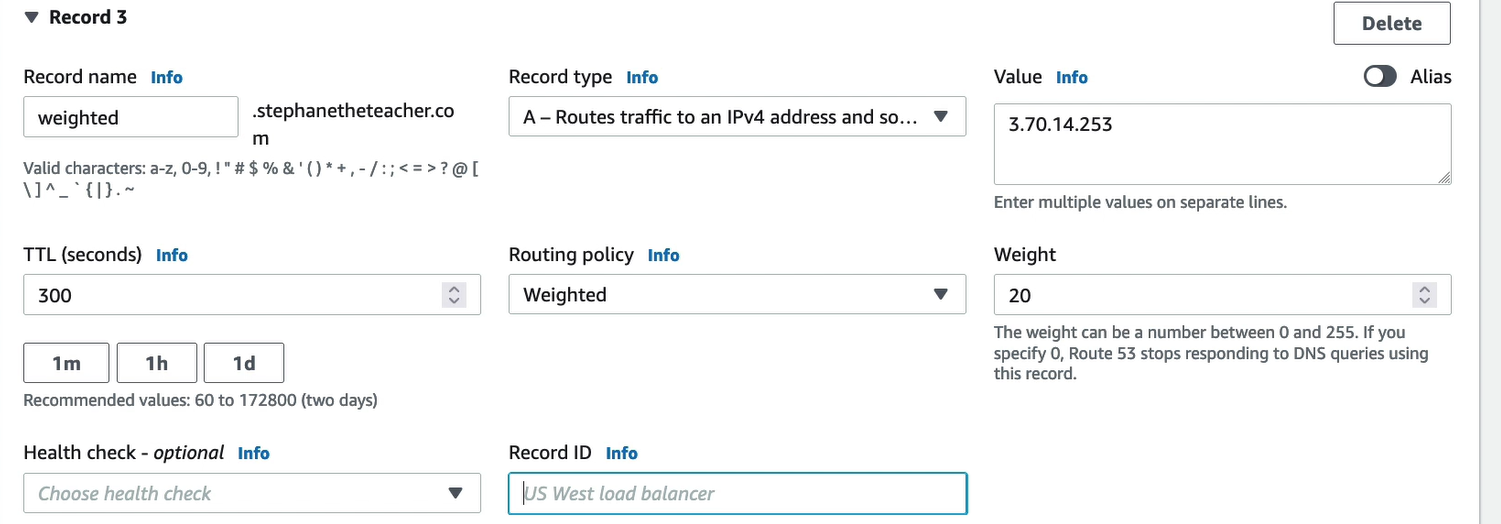 Record 3
Delete
Record name Info
Record type Info
Value Info
Alias
weighted
.stephanetheteacher.co
m
A – Routes traffic to an IPv4 address and so...
3.70.14.253
Valid characters: a-z, 0-9, ! " # $ % & ' ( ) * + , - / : ; < = > ? @ [
\ ] ^ _ ` { | } . ~
Enter multiple values on separate lines.
TTL (seconds) Info
Routing policy Info
Weight
300
Weighted
20
The weight can be a number between 0 and 255. If you
specify 0, Route 53 stops responding to DNS queries using
this record.
1m
1h
1d
Recommended values: 60 to 172800 (two days)
Health check - optional Info
Record ID Info
Choose health check
US West load balancer